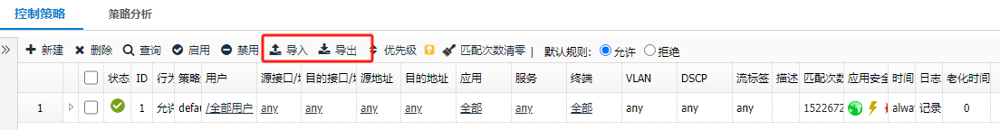 控制策略 策略分析
新建 删除 查询 启用 禁用 导入 导出 优先级 匹配次数清零 | 默认规则: 允许 拒绝
状态 ID 行为 策略 用户 源接口/ 目的接口/ 源地址 目的地址 应用 服务 终端 VLAN DSCP 流标签 描述 匹配次数 应用安全 时间 日志 老化时间
1 1 允许 defau /全部用户 any any any any 全部 any 全部 any any any 1522672 alway 记录 0